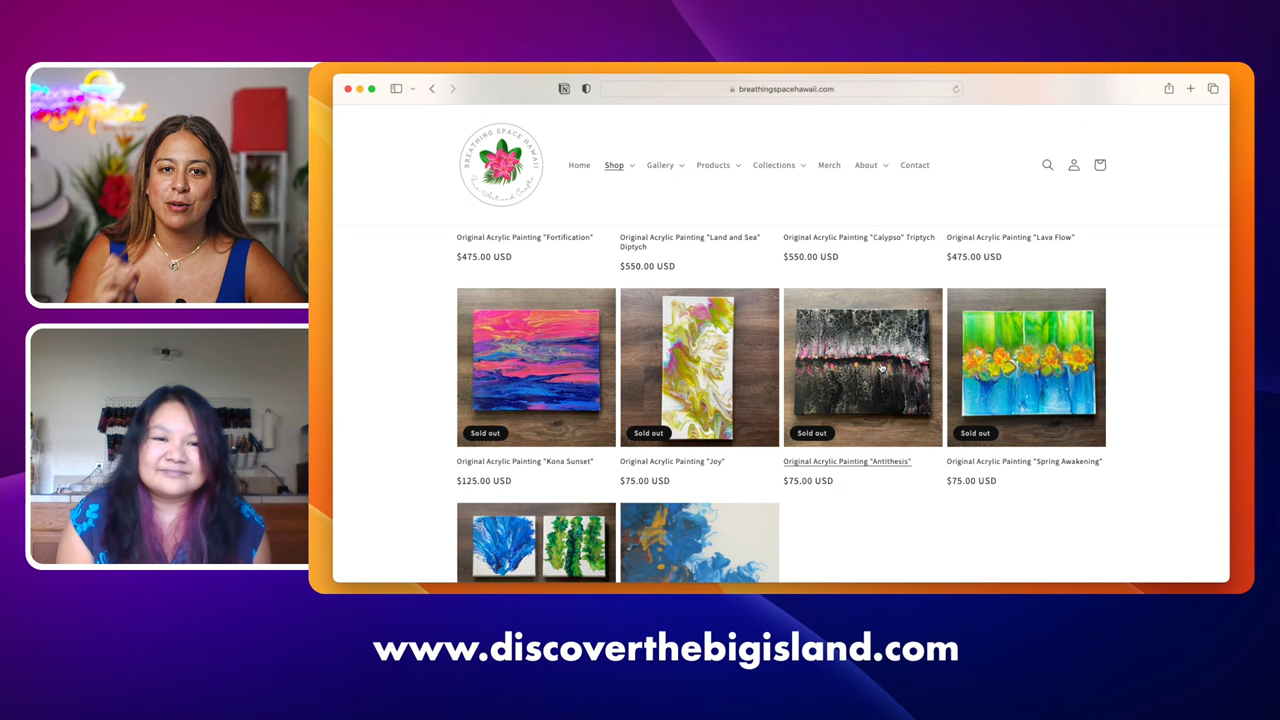 breathingspacehawaii.com
BREATHING SPACE HAWAII
Fine Art and Crafts
Home
Shop
Gallery
Products
Collections
Merch
About
Contact
Original Acrylic Painting "Fortification"
$475.00 USD
Original Acrylic Painting "Land and Sea"
Diptych
$550.00 USD
Original Acrylic Painting "Calypso" Triptych
$550.00 USD
Original Acrylic Painting "Lava Flow"
$475.00 USD
Sold out
Original Acrylic Painting "Kona Sunset"
$125.00 USD
Sold out
Original Acrylic Painting "Joy"
$75.00 USD
Sold out
Original Acrylic Painting "Antithesis"
$75.00 USD
Sold out
Original Acrylic Painting "Spring Awakening"
$75.00 USD
www.discoverthebigisland.com